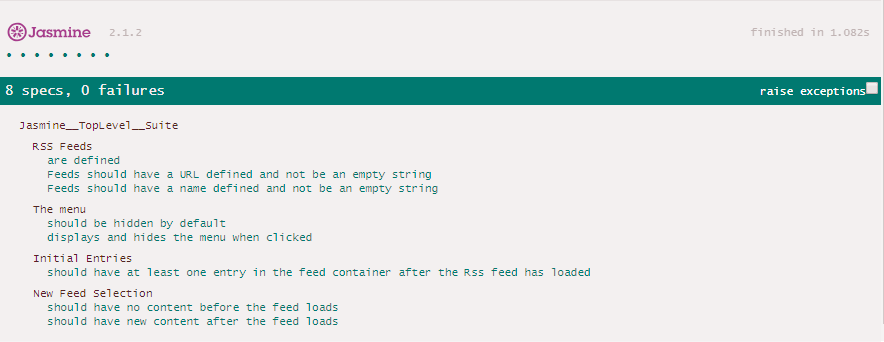 Jasmine 2.1.2 finished in 1.082s
• • • • • • • •
8 specs, 0 failures raise exceptions
Jasmine__TopLevel__Suite
RSS Feeds
are defined
Feeds should have a URL defined and not be an empty string
Feeds should have a name defined and not be an empty string
The menu
should be hidden by default
displays and hides the menu when clicked
Initial Entries
should have at least one entry in the feed container after the Rss feed has loaded
New Feed Selection
should have no content before the feed loads
should have new content after the feed loads